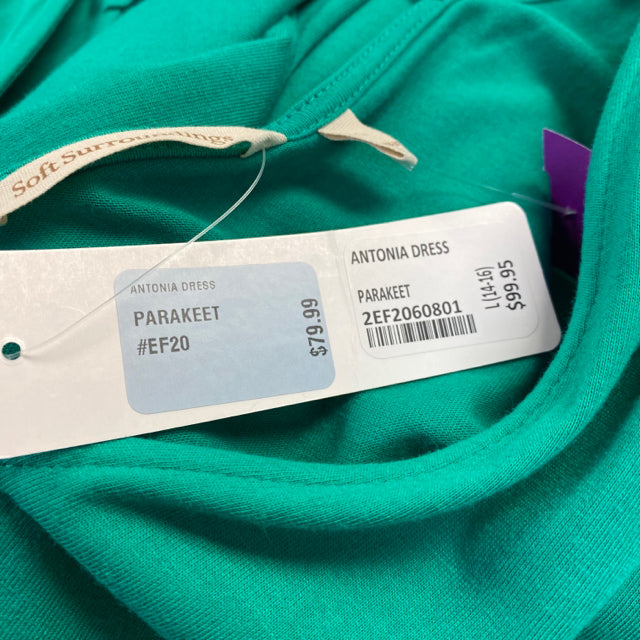 Soft Surroundings
ANTONIA DRESS
PARAKEET
#EF20
$79.99
ANTONIA DRESS
PARAKEET
2EF2060801
L (14-16)
$99.95